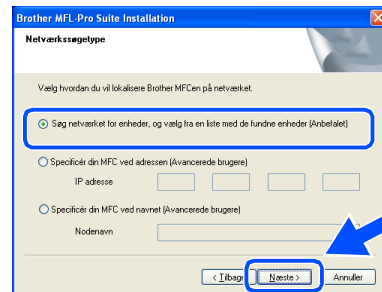 Brother MFL-Pro Suite Installation
Netværkssøgetype
Vælg hvordan du vil lokalisere Brother MFCen på netværket.
Søg netværket for enheder, og vælg fra en liste med de fundne enheder (Anbefalet)
Specificér din MFC ved adressen (Avancerede brugere)
IP adresse
Specificér din MFC ved navnet (Avancerede brugere)
Nodenavn
< Tilbage Næste > Annuller